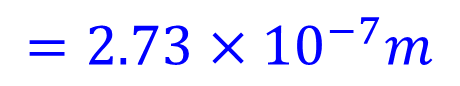 = 2.73 × 10⁻⁷m